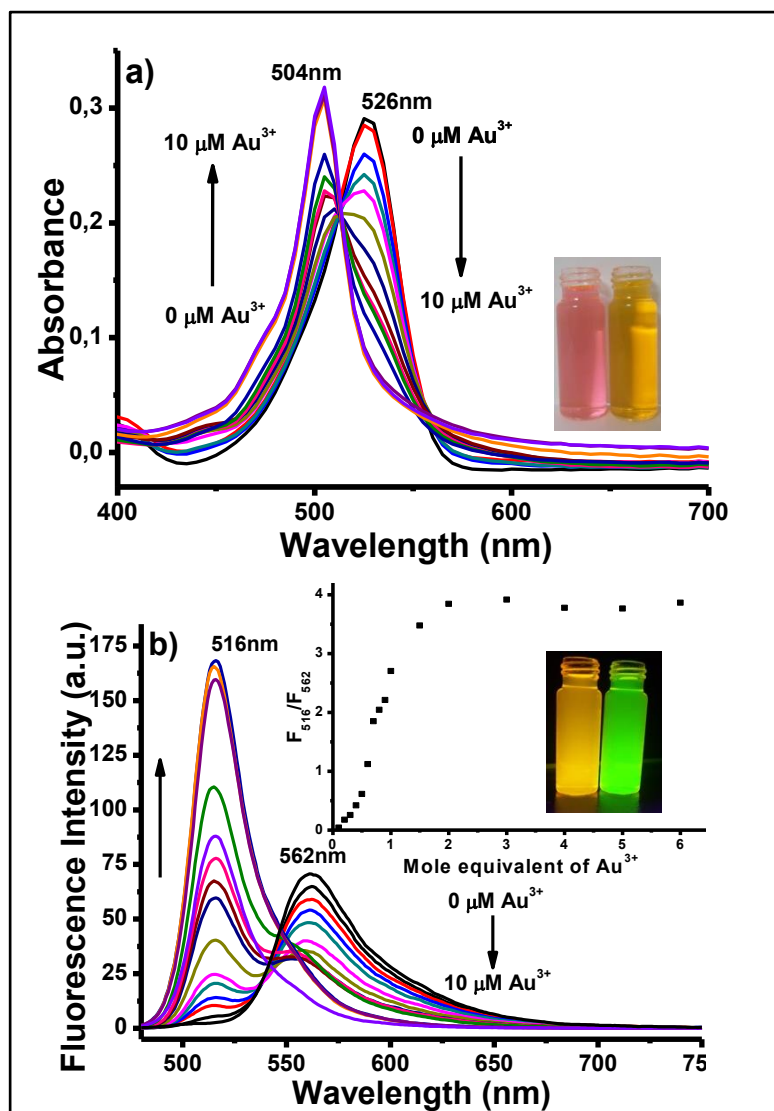 a)
504nm
526nm
10 μM Au³⁺
0 μM Au³⁺
0 μM Au³⁺
10 μM Au³⁺
0,3
0,2
0,1
0,0
Absorbance
400
500
600
700
Wavelength (nm)
b)
516nm
562nm
175
150
125
100
75
50
25
0
Fluorescence Intensity (a.u.)
4
3
2
1
0
F₅₁₆/F₅₆₂
0
1
2
3
4
5
6
Mole equivalent of Au³⁺
0 μM Au³⁺
10 μM Au³⁺
500
550
600
650
700
75
Wavelength (nm)